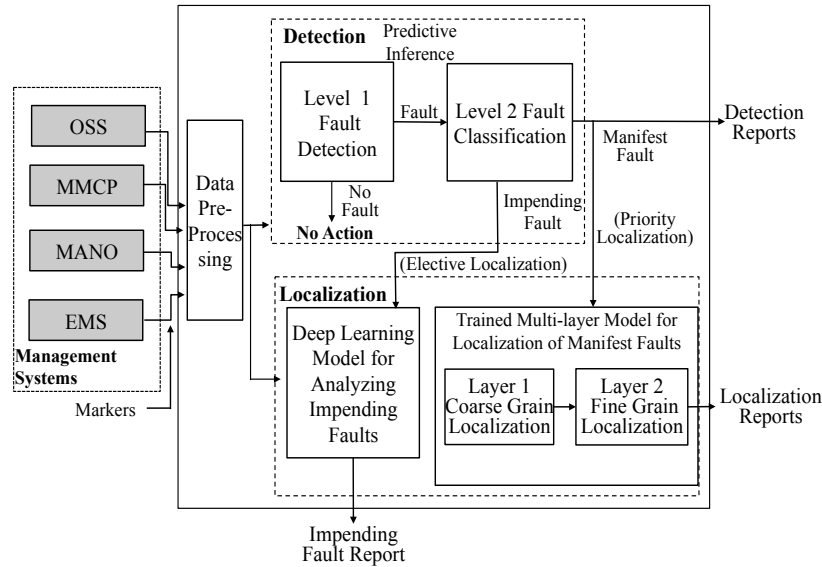 Detection
Predictive
Inference
OSS
MMCP
MANO
EMS
Management
Systems
Markers
Data
Pre-
Proces
sing
Level 1
Fault
Detection
Fault
Level 2 Fault
Classification
Detection
Reports
No
Fault
No Action
Impending
Fault
Manifest
Fault
(Priority
Localization)
(Elective Localization)
Localization
Deep Learning
Model for
Analyzing
Impending
Faults
Trained Multi-layer Model for
Localization of Manifest Faults
Layer 1
Coarse Grain
Localization
Layer 2
Fine Grain
Localization
Localization
Reports
Impending
Fault Report